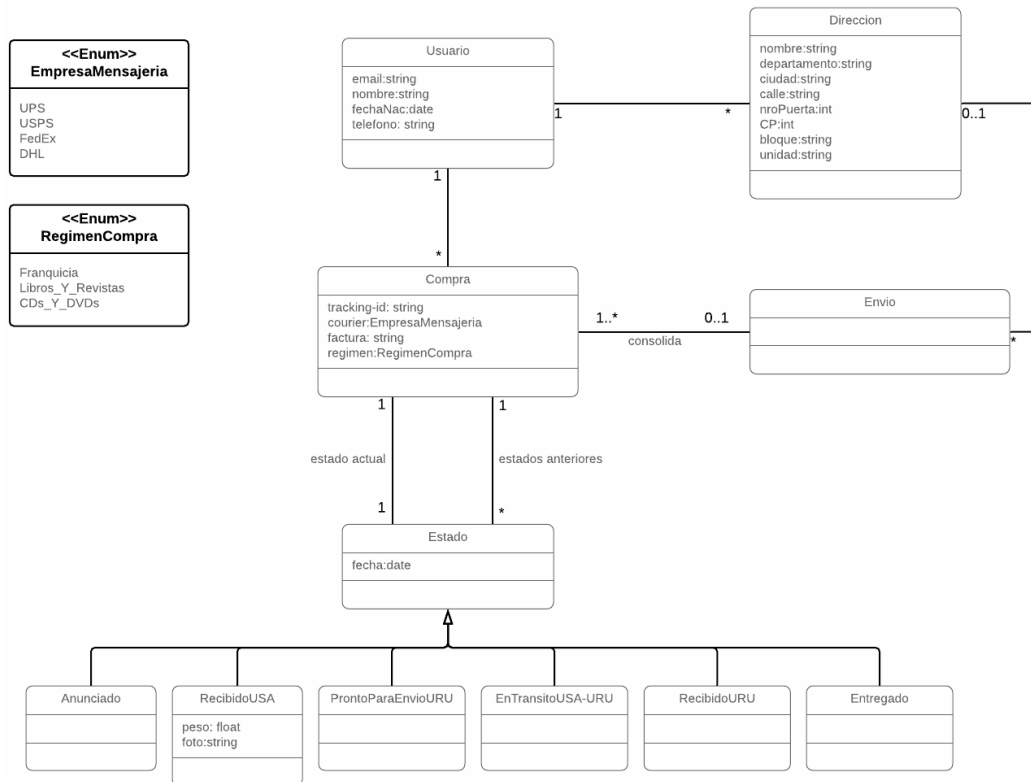 <<Enum>>
EmpresaMensajeria
UPS
USPS
FedEx
DHL
<<Enum>>
RegimenCompra
Franquicia
Libros_Y_Revistas
CDs_Y_DVDs
Usuario
email:string
nombre:string
fechaNac:date
telefono: string
1
*
Direccion
nombre:string
departamento:string
ciudad:string
calle:string
nroPuerta:int
CP:int
bloque:string
unidad:string
0..1
1
*
Compra
tracking-id: string
courier:EmpresaMensajeria
factura: string
regimen:RegimenCompra
1..*
0..1
consolida
Envio
*
1
1
estado actual
estados anteriores
1
*
Estado
fecha:date
Anunciado
RecibidoUSA
peso: float
foto:string
ProntoParaEnvioURU
EnTransitoUSA-URU
RecibidoURU
Entregado